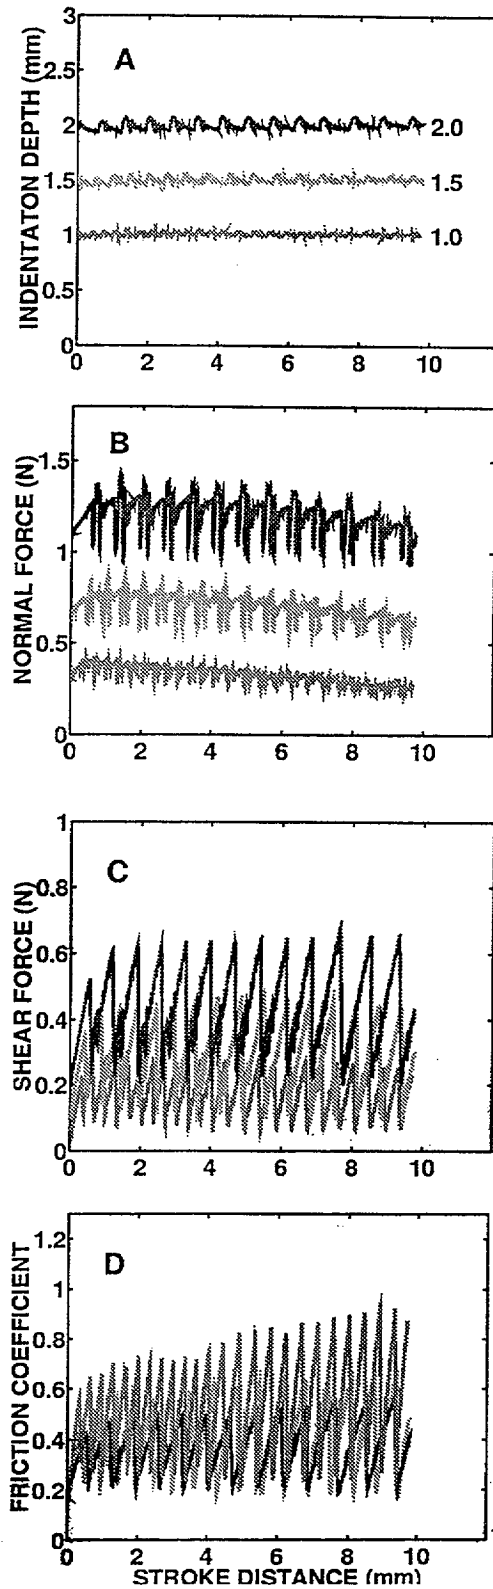 A
INDENTATON DEPTH (mm)
3
2.5
2
1.5
1
0.5
0
2.0
1.5
1.0
0 2 4 6 8 10
B
NORMAL FORCE (N)
1.5
1
0.5
0
0 2 4 6 8 10
C
SHEAR FORCE (N)
1
0.8
0.6
0.4
0.2
0
0 2 4 6 8 10
D
FRICTION COEFFICIENT
1.2
1
0.8
0.6
0.4
0.2
0
0 2 4 6 8 10
STROKE DISTANCE (mm)